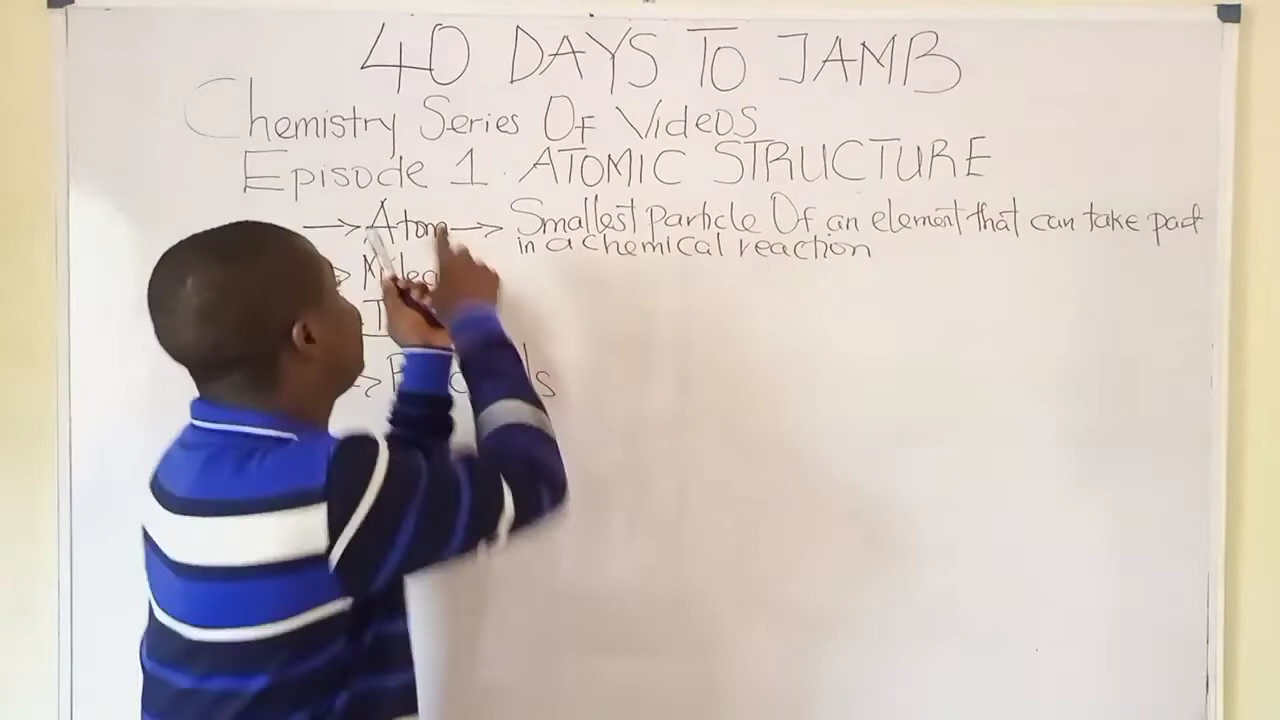 40 DAYS TO JAMB
Chemistry Series Of Videos
Episode 1. ATOMIC STRUCTURE
→ Atom → Smallest particle Of an element that can take part
in a chemical reaction